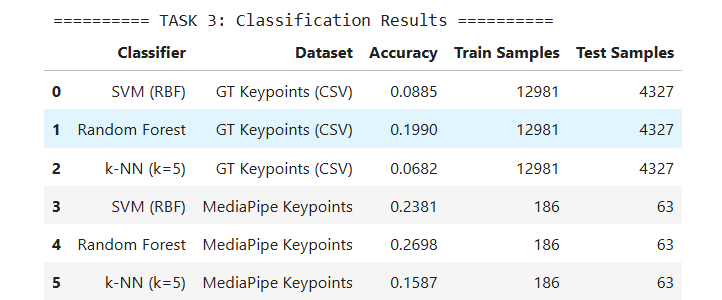 ========== TASK 3: Classification Results ==========
Classifier Dataset Accuracy Train Samples Test Samples
0 SVM (RBF) GT Keypoints (CSV) 0.0885 12981 4327
1 Random Forest GT Keypoints (CSV) 0.1990 12981 4327
2 k-NN (k=5) GT Keypoints (CSV) 0.0682 12981 4327
3 SVM (RBF) MediaPipe Keypoints 0.2381 186 63
4 Random Forest MediaPipe Keypoints 0.2698 186 63
5 k-NN (k=5) MediaPipe Keypoints 0.1587 186 63